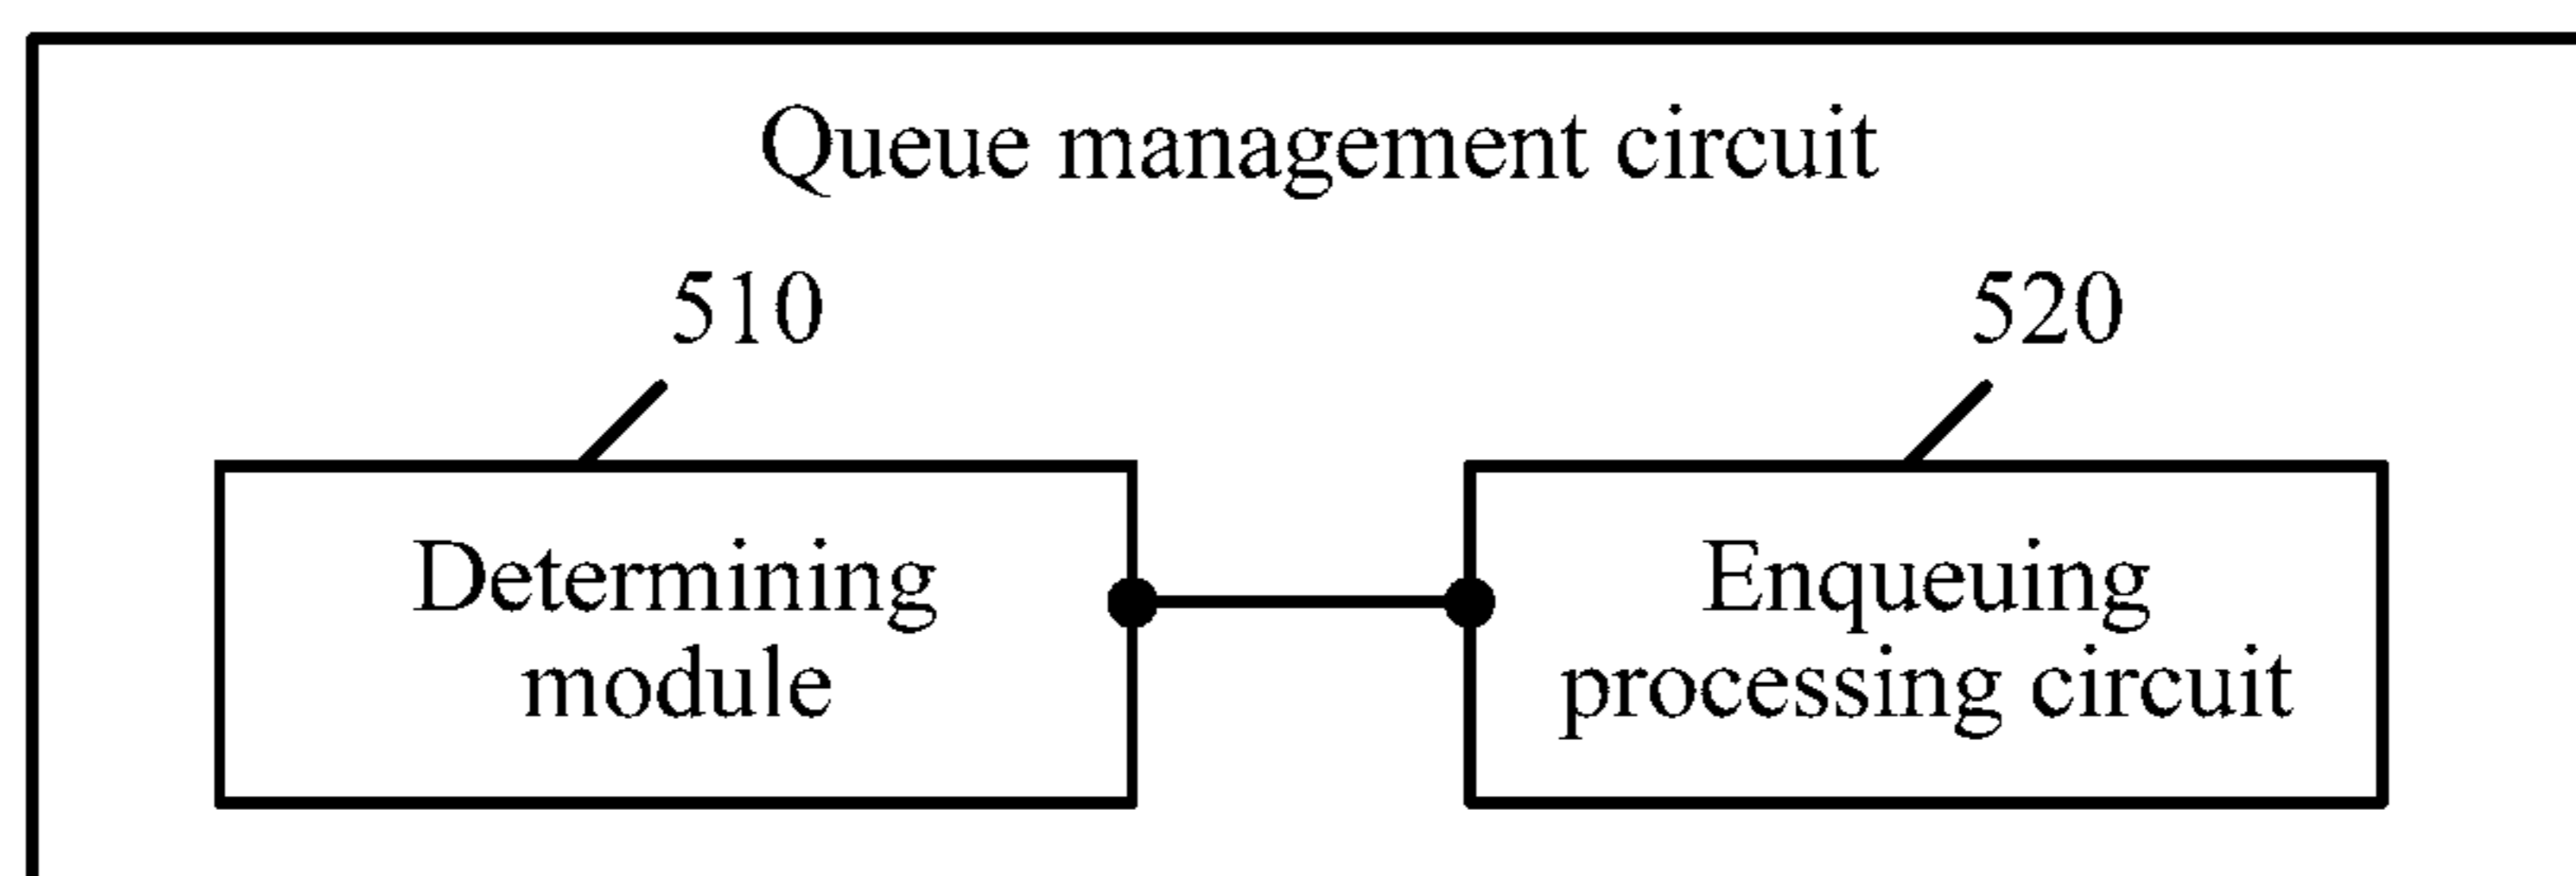 Queue management circuit
510
520
Determining
module
Enqueuing
processing circuit